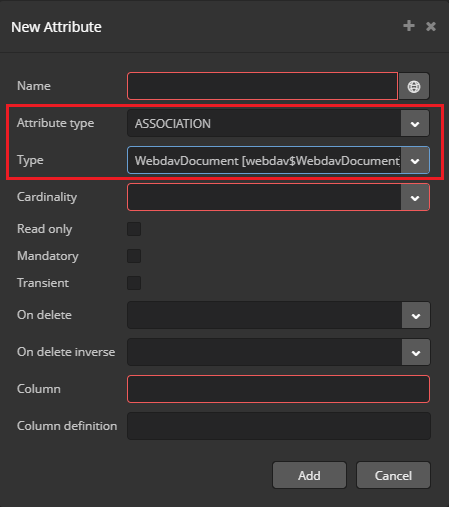 New Attribute
Name
Attribute type ASSOCIATION
Type WebdavDocument [webdav$WebdavDocument
Cardinality
Read only
Mandatory
Transient
On delete
On delete inverse
Column
Column definition
Add Cancel